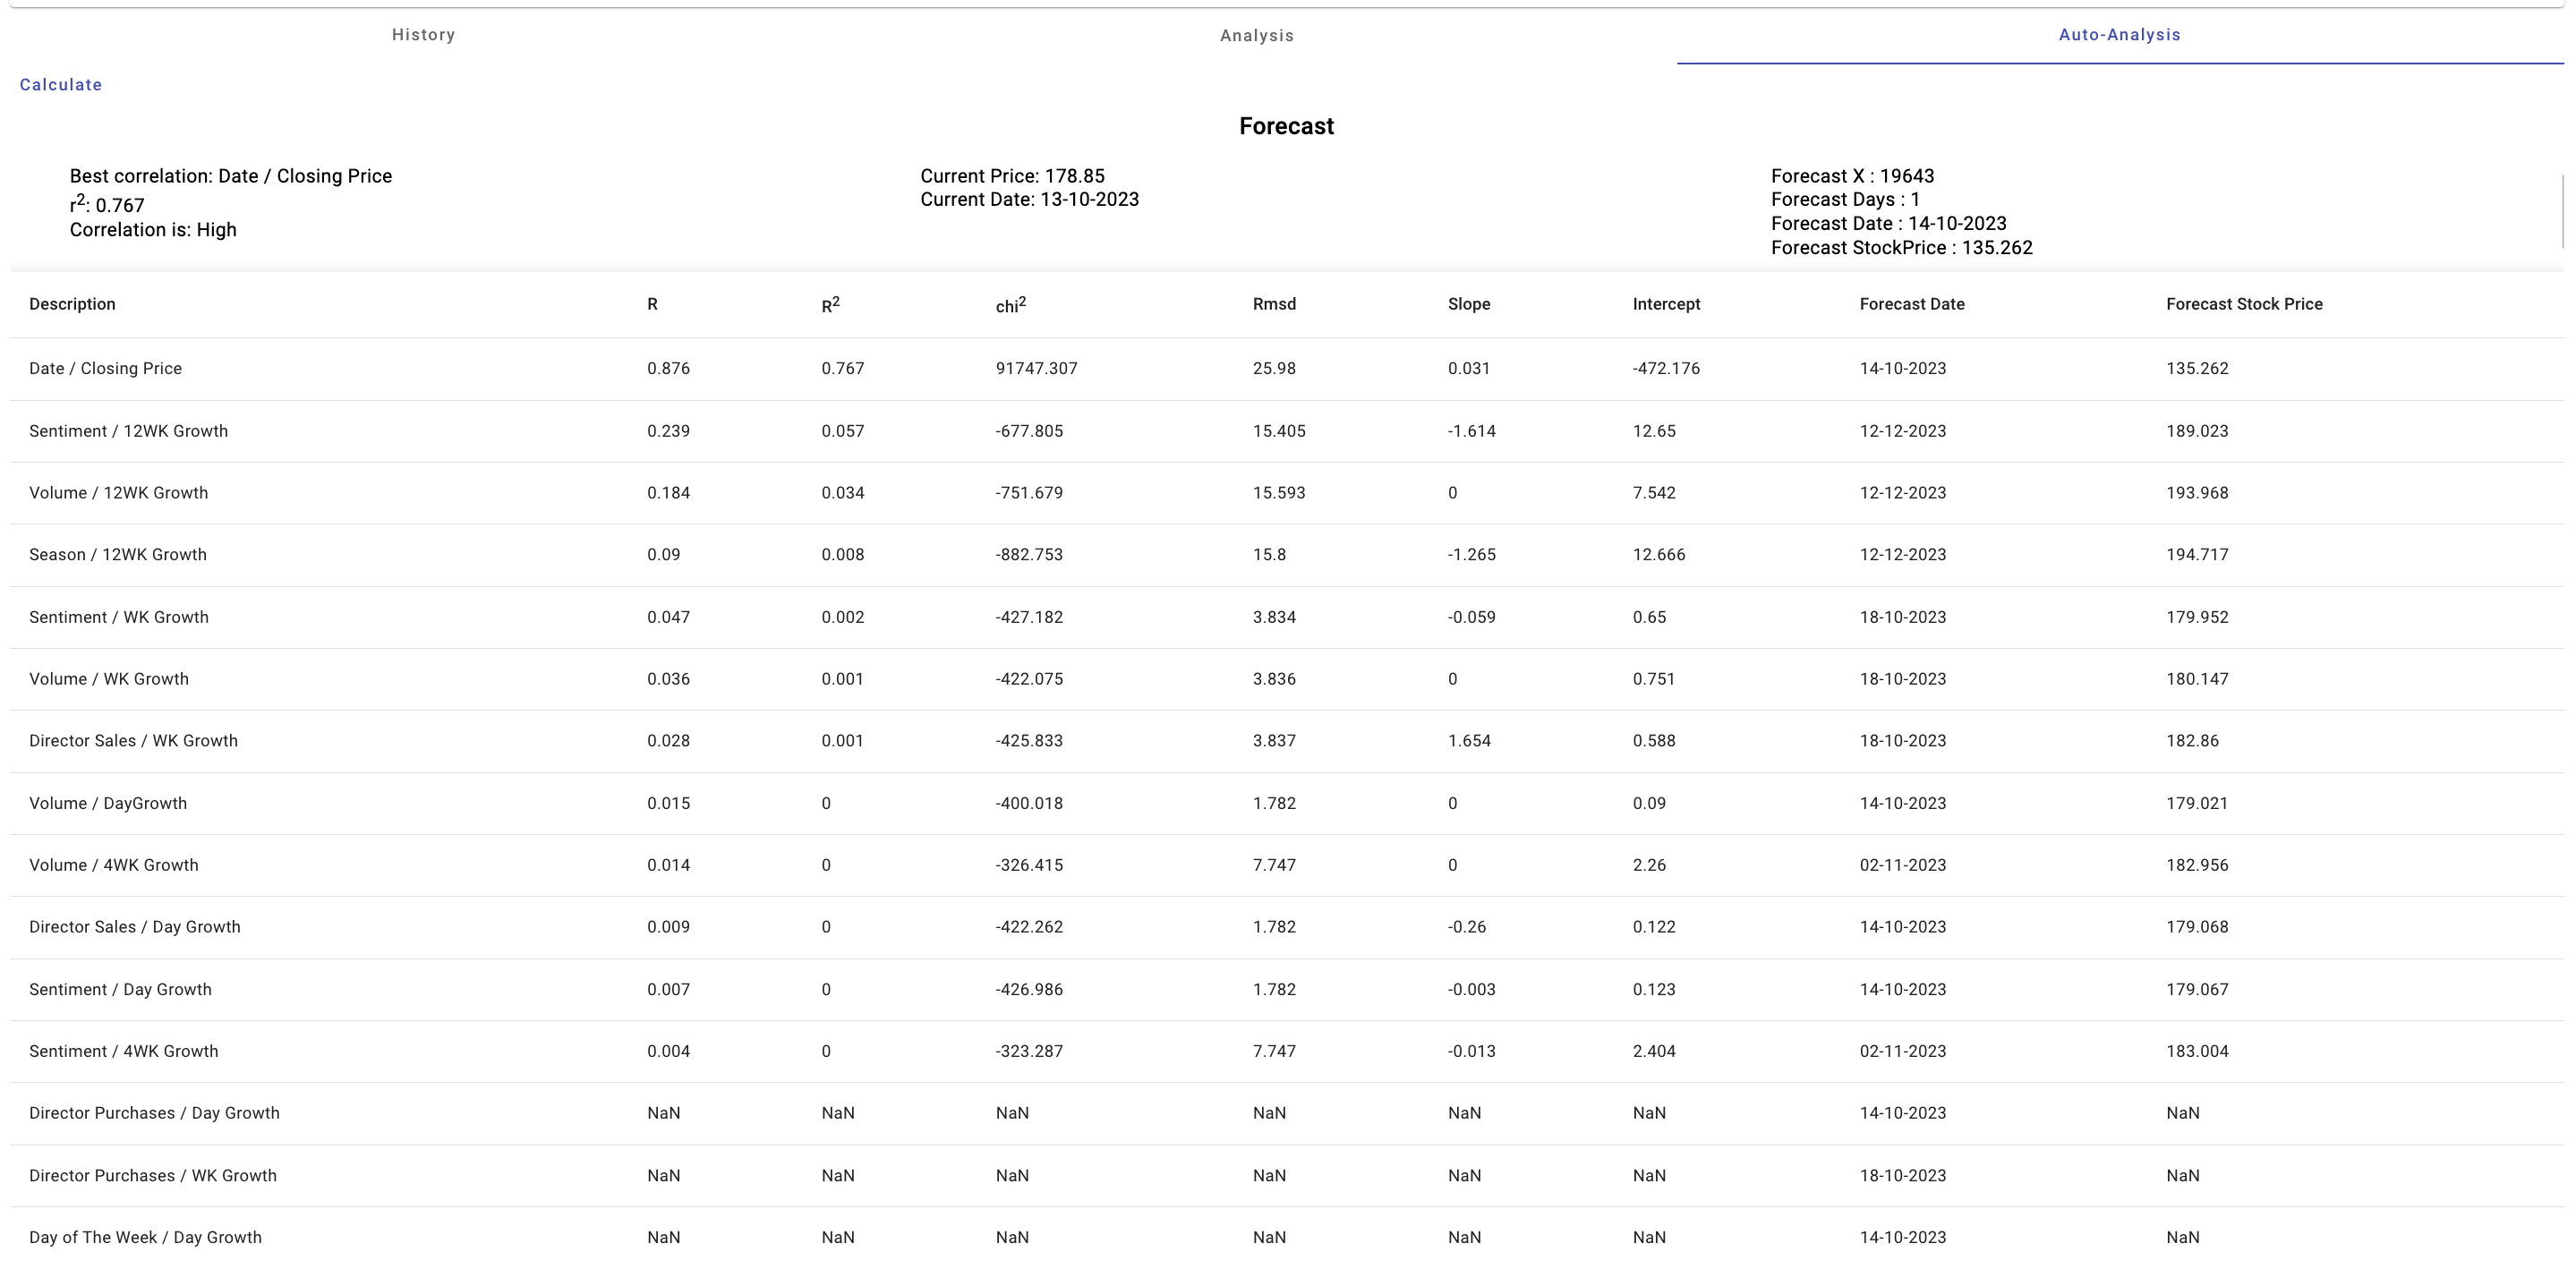 History Analysis Auto-Analysis
Calculate
Forecast
Best correlation: Date / Closing Price
r2: 0.767
Correlation is: High
Current Price: 178.85
Current Date: 13-10-2023
Forecast X : 19643
Forecast Days : 1
Forecast Date : 14-10-2023
Forecast StockPrice : 135.262
Description R R2 chi2 Rmsd Slope Intercept Forecast Date Forecast Stock Price
Date / Closing Price 0.876 0.767 91747.307 25.98 0.031 -472.176 14-10-2023 135.262
Sentiment / 12WK Growth 0.239 0.057 -677.805 15.405 -1.614 12.65 12-12-2023 189.023
Volume / 12WK Growth 0.184 0.034 -751.679 15.593 0 7.542 12-12-2023 193.968
Season / 12WK Growth 0.09 0.008 -882.753 15.8 -1.265 12.666 12-12-2023 194.717
Sentiment / WK Growth 0.047 0.002 -427.182 3.834 -0.059 0.65 18-10-2023 179.952
Volume / WK Growth 0.036 0.001 -422.075 3.836 0 0.751 18-10-2023 180.147
Director Sales / WK Growth 0.028 0.001 -425.833 3.837 1.654 0.588 18-10-2023 182.86
Volume / DayGrowth 0.015 0 -400.018 1.782 0 0.09 14-10-2023 179.021
Volume / 4WK Growth 0.014 0 -326.415 7.747 0 2.26 02-11-2023 182.956
Director Sales / Day Growth 0.009 0 -422.262 1.782 -0.26 0.122 14-10-2023 179.068
Sentiment / Day Growth 0.007 0 -426.986 1.782 -0.003 0.123 14-10-2023 179.067
Sentiment / 4WK Growth 0.004 0 -323.287 7.747 -0.013 2.404 02-11-2023 183.004
Director Purchases / Day Growth NaN NaN NaN NaN NaN NaN 14-10-2023 NaN
Director Purchases / WK Growth NaN NaN NaN NaN NaN NaN 18-10-2023 NaN
Day of The Week / Day Growth NaN NaN NaN NaN NaN NaN 14-10-2023 NaN